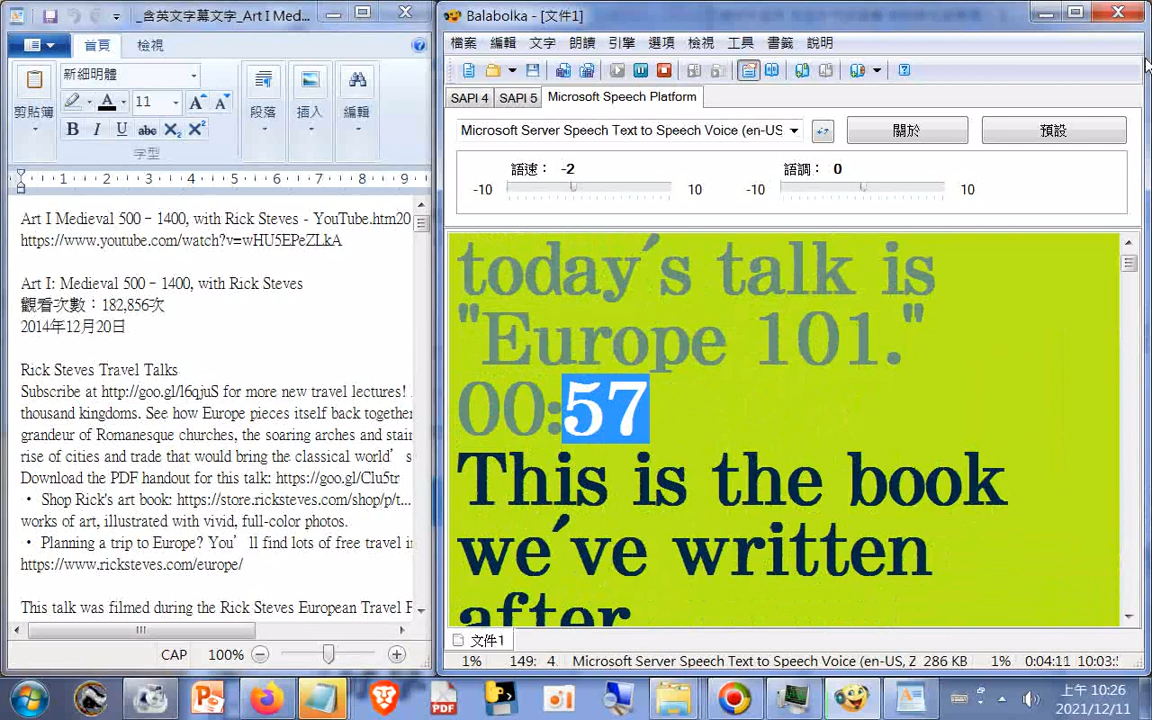 _含英文字幕文字_Art I Med...
首頁
檢視
剪貼簿
新細明體
11
字型
段落
插入
編輯
1 2 3 4 5 6 7 8 9
Art I Medieval 500–1400, with Rick Steves - YouTube.htm20
https://www.youtube.com/watch?v=wHU5EPeZLkA
Art I: Medieval 500–1400, with Rick Steves
觀看次數：182,856次
2014年12月20日
Rick Steves Travel Talks
Subscribe at http://goo.gl/l6qjuS for more new travel lectures!
thousand kingdoms. See how Europe pieces itself back together
grandeur of Romanesque churches, the soaring arches and stai
rise of cities and trade that would bring the classical world’s
Download the PDF handout for this talk: https://goo.gl/Clu5tr
• Shop Rick's art book: https://store.ricksteves.com/shop/p/t...
works of art, illustrated with vivid, full-color photos.
• Planning a trip to Europe? You’ll find lots of free travel i
https://www.ricksteves.com/europe/
This talk was filmed during the Rick Steves European Travel F
CAP 100%
Balabolka - [文件1]
檔案 編輯 文字 朗讀 引擎 選項 檢視 工具 書籤 說明
SAPI 4 SAPI 5 Microsoft Speech Platform
Microsoft Server Speech Text to Speech Voice (en-US
關於
預設
語速： -2
-10 10
語調： 0
-10 10
today's talk is
"Europe 101."
00:57
This is the book
we've written
after
文件1
1% 149: 4 Microsoft Server Speech Text to Speech Voice (en-US, Z 286 KB 1% 0:04:11 10:03:
上午 10:26
2021/12/11